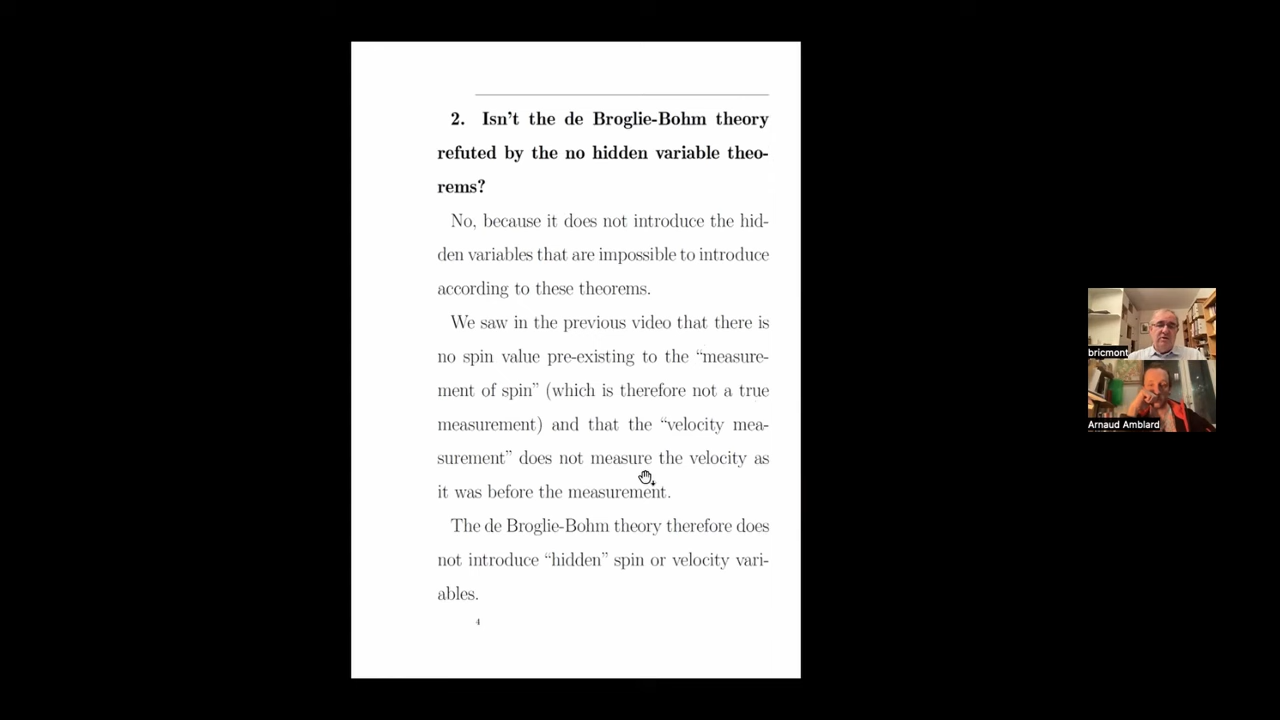 2. Isn't the de Broglie-Bohm theory
refuted by the no hidden variable theo-
rems?
No, because it does not introduce the hid-
den variables that are impossible to introduce
according to these theorems.
We saw in the previous video that there is
no spin value pre-existing to the “measure-
ment of spin” (which is therefore not a true
measurement) and that the “velocity mea-
surement” does not measure the velocity as
it was before the measurement.
The de Broglie-Bohm theory therefore does
not introduce “hidden” spin or velocity vari-
ables.
4
bricmont
Arnaud Amblard